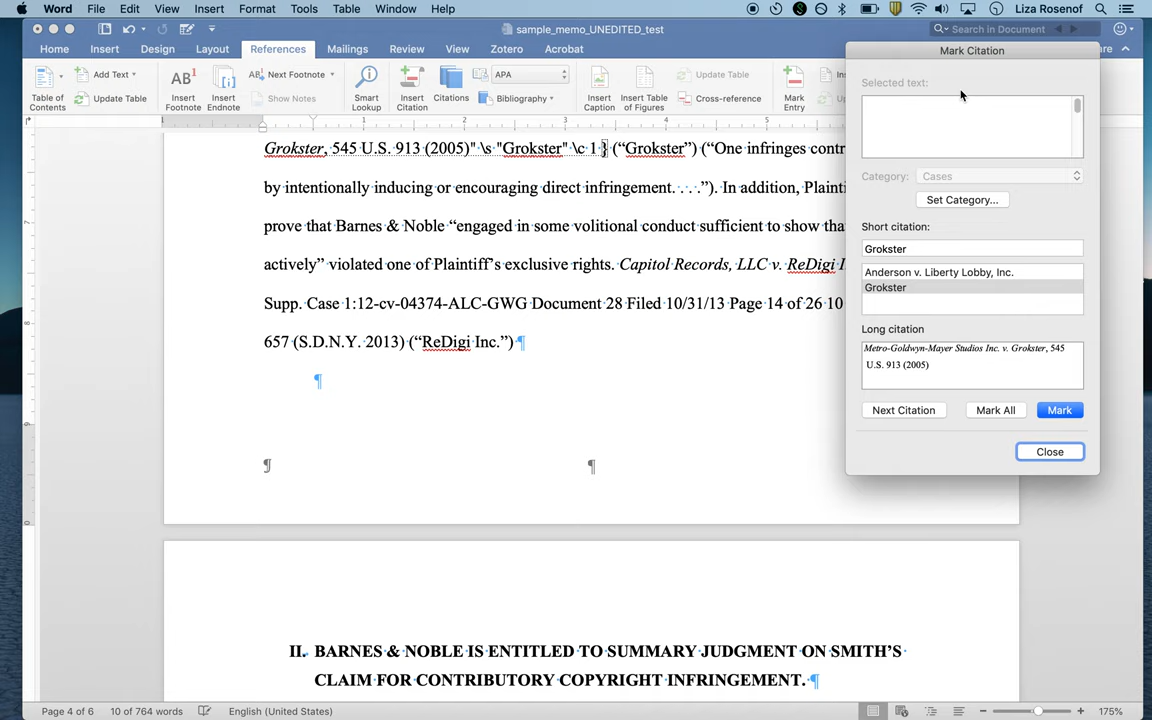 Word File Edit View Insert Format Tools Table Window Help Liza Rosenof
sample_memo_UNEDITED_test Search in Document
Home Insert Design Layout References Mailings Review View Zotero Acrobat
Mark Citation
Table of Contents
Add Text
Update Table
AB¹
Insert Footnote
Insert Endnote
AB¹ Next Footnote
Show Notes
Smart Lookup
Insert Citation
Citations
APA
Bibliography
Insert Caption
Insert Table of Figures
Update Table
Cross-reference
Mark Entry
Selected text:
Category: Cases
Set Category...
Short citation:
Grokster
Anderson v. Liberty Lobby, Inc.
Grokster
Long citation
Metro-Goldwyn-Mayer Studios Inc. v. Grokster, 545
U.S. 913 (2005)
Next Citation Mark All Mark
Close
1 2 3 4 5
Grokster, 545 U.S. 913 (2005)" \s "Grokster" \c 1 } (“Grokster”) (“One infringes contr
by intentionally inducing or encouraging direct infringement. . . .”). In addition, Plainti
prove that Barnes & Noble “engaged in some volitional conduct sufficient to show tha
actively” violated one of Plaintiff’s exclusive rights. Capitol Records, LLC v. ReDigi I
Supp. Case 1:12-cv-04374-ALC-GWG Document 28 Filed 10/31/13 Page 14 of 26 10
657 (S.D.N.Y. 2013) (“ReDigi Inc.”)¶
¶
¶ ¶
II. BARNES & NOBLE IS ENTITLED TO SUMMARY JUDGMENT ON SMITH’S
CLAIM FOR CONTRIBUTORY COPYRIGHT INFRINGEMENT.¶
Page 4 of 6 10 of 764 words English (United States) 175%